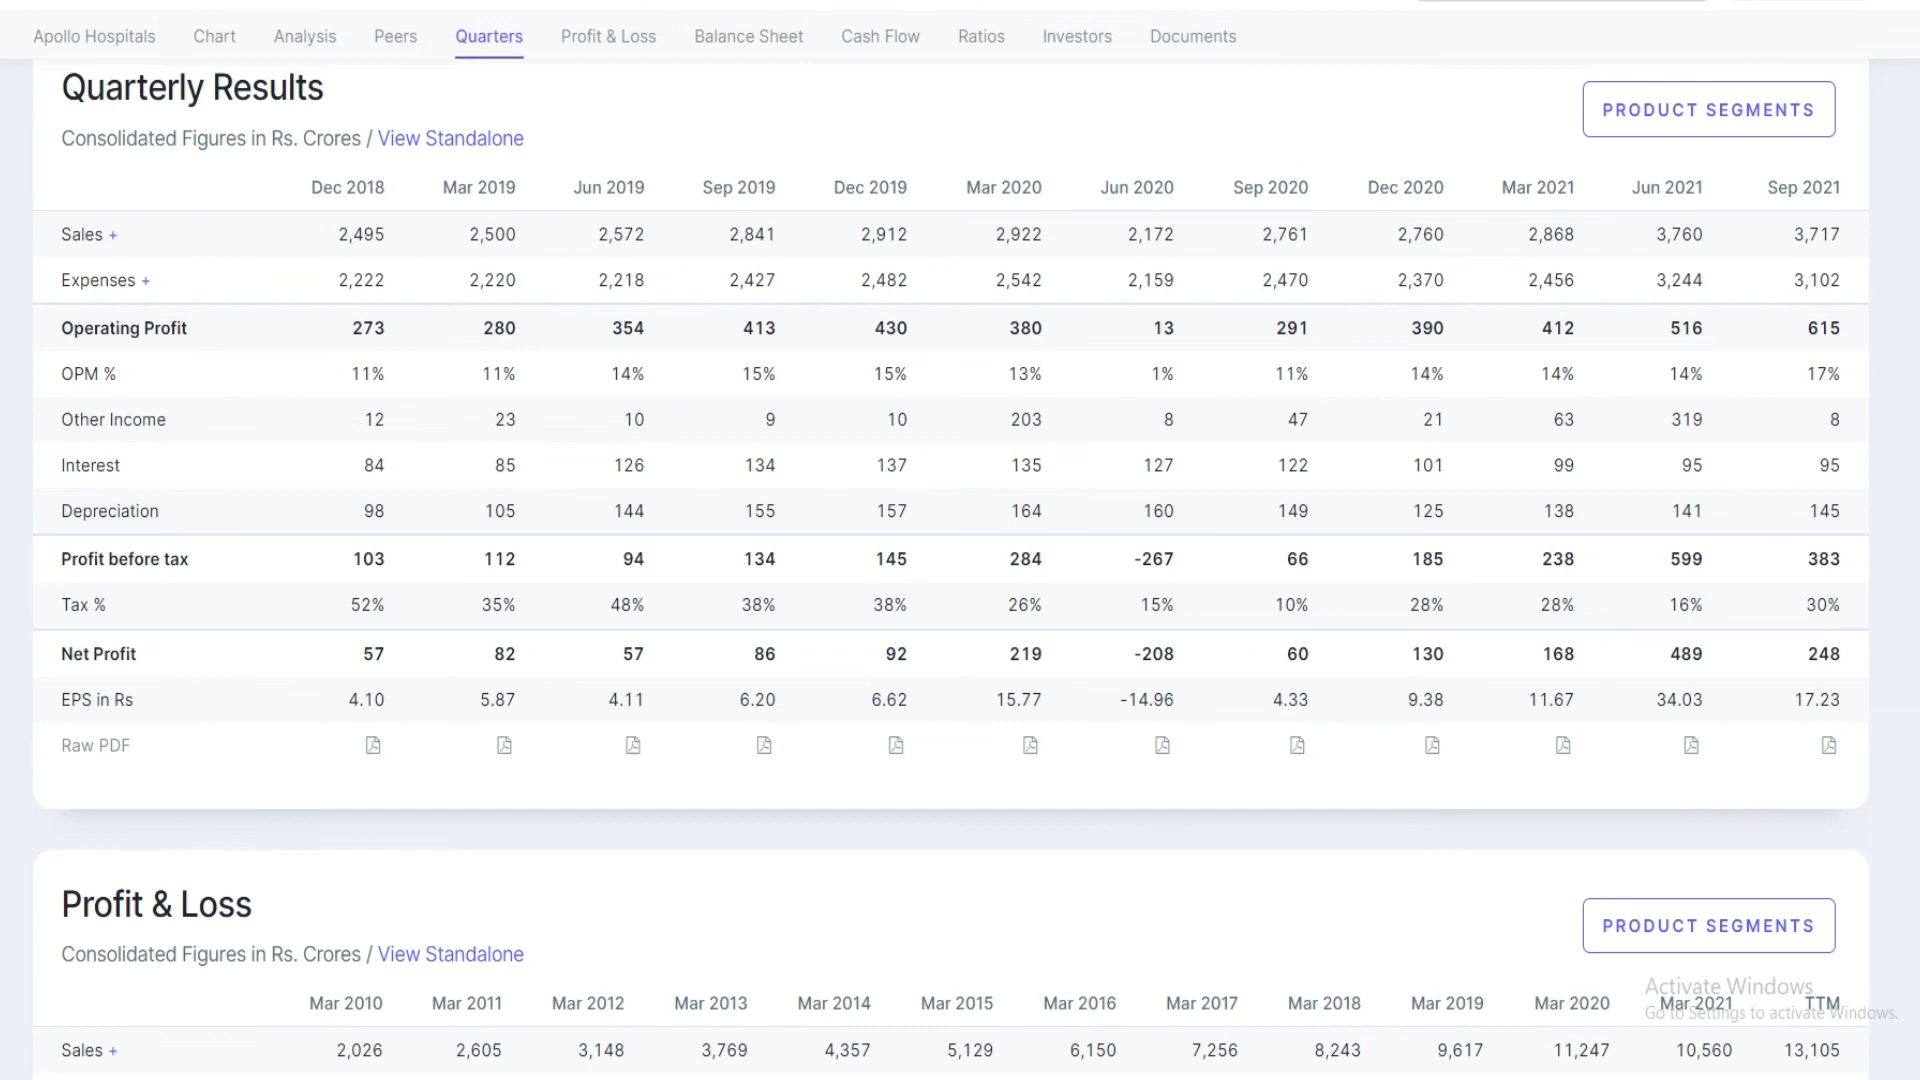 Apollo Hospitals Chart Analysis Peers Quarters Profit & Loss Balance Sheet Cash Flow Ratios Investors Documents
Quarterly Results
PRODUCT SEGMENTS
Consolidated Figures in Rs. Crores / View Standalone
Dec 2018 Mar 2019 Jun 2019 Sep 2019 Dec 2019 Mar 2020 Jun 2020 Sep 2020 Dec 2020 Mar 2021 Jun 2021 Sep 2021
Sales + 2,495 2,500 2,572 2,841 2,912 2,922 2,172 2,761 2,760 2,868 3,760 3,717
Expenses + 2,222 2,220 2,218 2,427 2,482 2,542 2,159 2,470 2,370 2,456 3,244 3,102
Operating Profit 273 280 354 413 430 380 13 291 390 412 516 615
OPM % 11% 11% 14% 15% 15% 13% 1% 11% 14% 14% 14% 17%
Other Income 12 23 10 9 10 203 8 47 21 63 319 8
Interest 84 85 126 134 137 135 127 122 101 99 95 95
Depreciation 98 105 144 155 157 164 160 149 125 138 141 145
Profit before tax 103 112 94 134 145 284 -267 66 185 238 599 383
Tax % 52% 35% 48% 38% 38% 26% 15% 10% 28% 28% 16% 30%
Net Profit 57 82 57 86 92 219 -208 60 130 168 489 248
EPS in Rs 4.10 5.87 4.11 6.20 6.62 15.77 -14.96 4.33 9.38 11.67 34.03 17.23
Raw PDF
Profit & Loss
PRODUCT SEGMENTS
Consolidated Figures in Rs. Crores / View Standalone
Activate Windows
Mar 2010 Mar 2011 Mar 2012 Mar 2013 Mar 2014 Mar 2015 Mar 2016 Mar 2017 Mar 2018 Mar 2019 Mar 2020 Mar 2021 TTM
Go to Settings to activate Windows.
Sales + 2,026 2,605 3,148 3,769 4,357 5,129 6,150 7,256 8,243 9,617 11,247 10,560 13,105